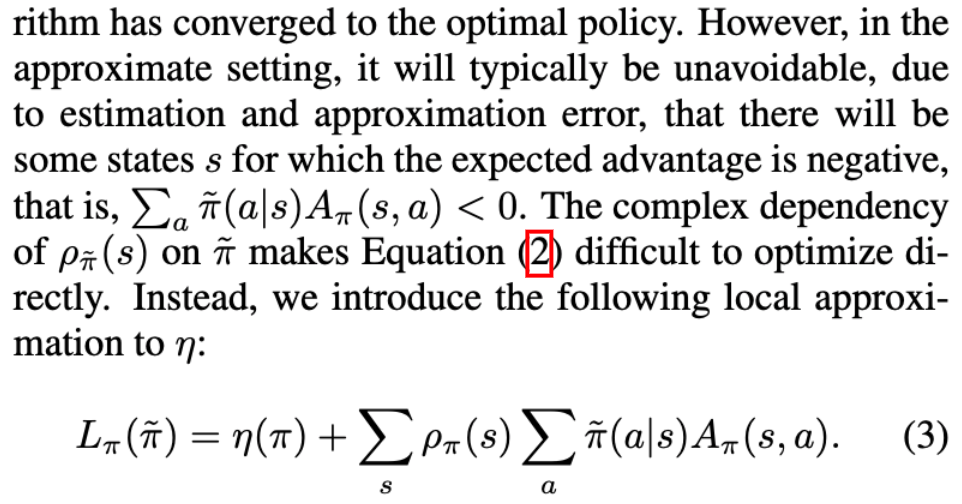 rithm has converged to the optimal policy. However, in the
approximate setting, it will typically be unavoidable, due
to estimation and approximation error, that there will be
some states s for which the expected advantage is negative,
that is, ∑ₐ π̃(a|s)A_π(s, a) < 0. The complex dependency
of ρ_π̃(s) on π̃ makes Equation (2) difficult to optimize di-
rectly. Instead, we introduce the following local approxi-
mation to η:
L_π(π̃) = η(π) + ∑_s ρ_π(s) ∑_a π̃(a|s)A_π(s, a). (3)